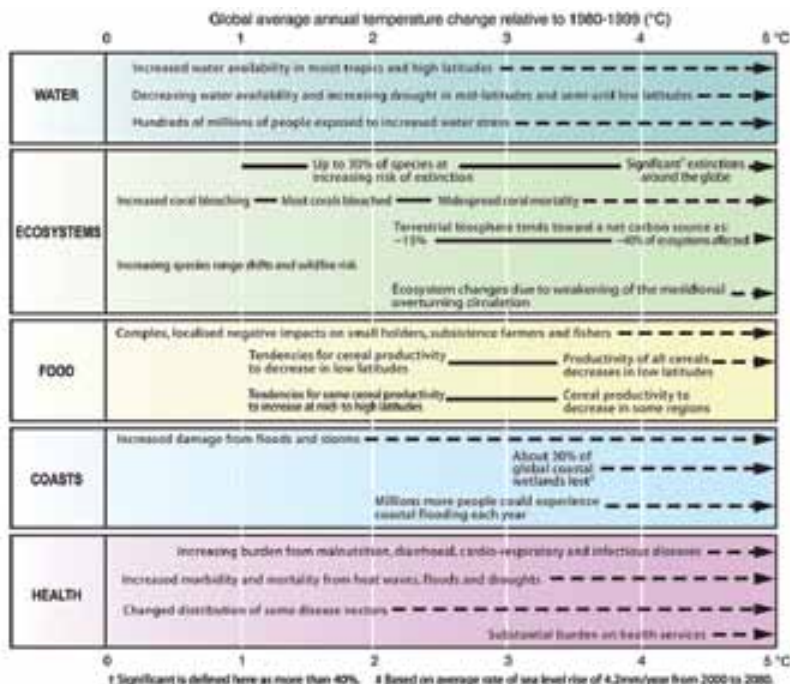 Global average annual temperature change relative to 1980-1999 (°C)
0 1 2 3 4 5 °C
WATER
Increased water availability in moist tropics and high latitudes
Decreasing water availability and increasing drought in mid-latitudes and semi-arid low latitudes
Hundreds of millions of people exposed to increased water stress
ECOSYSTEMS
Up to 30% of species at
increasing risk of extinction
Significant† extinctions
around the globe
Increased coral bleaching Most corals bleached Widespread coral mortality
Terrestrial biosphere tends toward a net carbon source as:
~15% ~40% of ecosystems affected
Increasing species range shifts and wildfire risk
Ecosystem changes due to weakening of the meridional
overturning circulation
FOOD
Complex, localised negative impacts on small holders, subsistence farmers and fishers
Tendencies for cereal productivity
to decrease in low latitudes
Productivity of all cereals
decreases in low latitudes
Tendencies for some cereal productivity
to increase at mid- to high latitudes
Cereal productivity to
decrease in some regions
COASTS
Increased damage from floods and storms
About 30% of
global coastal
wetlands lost‡
Millions more people could experience
coastal flooding each year
HEALTH
Increasing burden from malnutrition, diarrhoeal, cardio-respiratory and infectious diseases
Increased morbidity and mortality from heat waves, floods and droughts
Changed distribution of some disease vectors
Substantial burden on health services
0 1 2 3 4 5 °C
† Significant is defined here as more than 40%. ‡ Based on average rate of sea level rise of 4.2mm/year from 2000 to 2080.